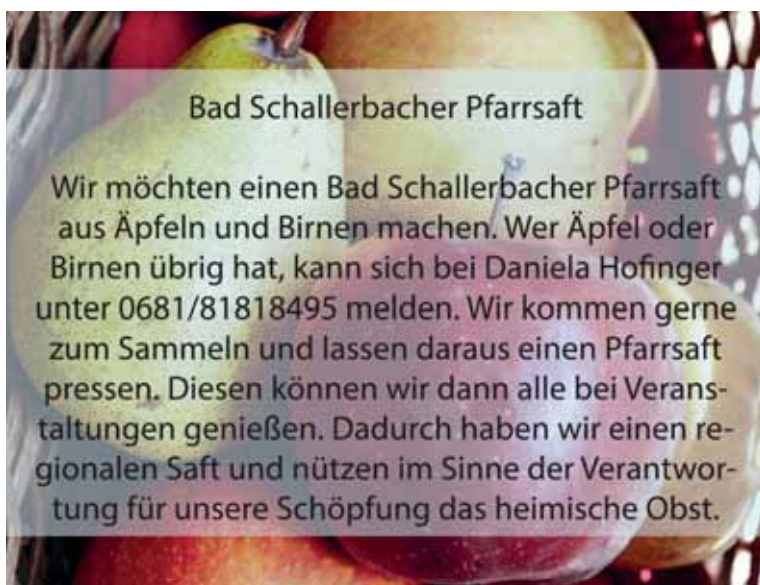 Bad Schallerbacher Pfarrsaft
Wir möchten einen Bad Schallerbacher Pfarrsaft
aus Äpfeln und Birnen machen. Wer Äpfel oder
Birnen übrig hat, kann sich bei Daniela Hofinger
unter 0681/81818495 melden. Wir kommen gerne
zum Sammeln und lassen daraus einen Pfarrsaft
pressen. Diesen können wir dann alle bei Verans-
taltungen genießen. Dadurch haben wir einen re-
gionalen Saft und nützen im Sinne der Verantwor-
tung für unsere Schöpfung das heimische Obst.